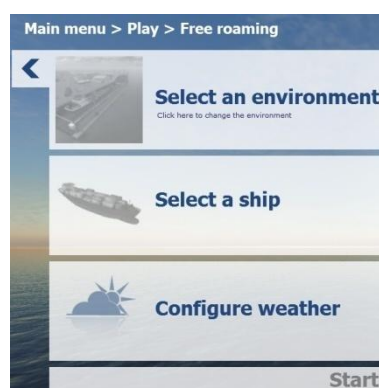 Main menu > Play > Free roaming
Select an environment
Click here to change the environment
Select a ship
Configure weather
Start